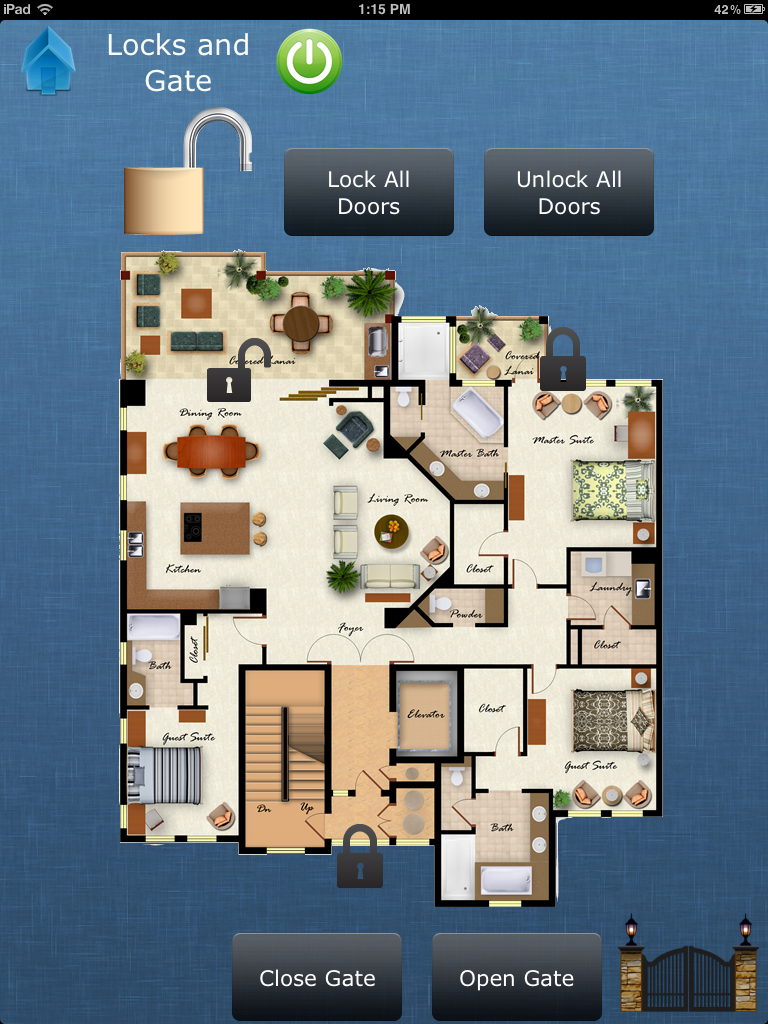 iPad
1:15 PM
42%
Locks and
Gate
Lock All
Doors
Unlock All
Doors
Covered Lanai
Covered
Lanai
Dining Room
Master Suite
Master Bath
Living Room
Kitchen
Closet
Laundry
Powder
Foyer
Closet
Closet
Bath
Closet
Elevator
Guest Suite
Guest Suite
Dn
Up
Bath
Close Gate
Open Gate